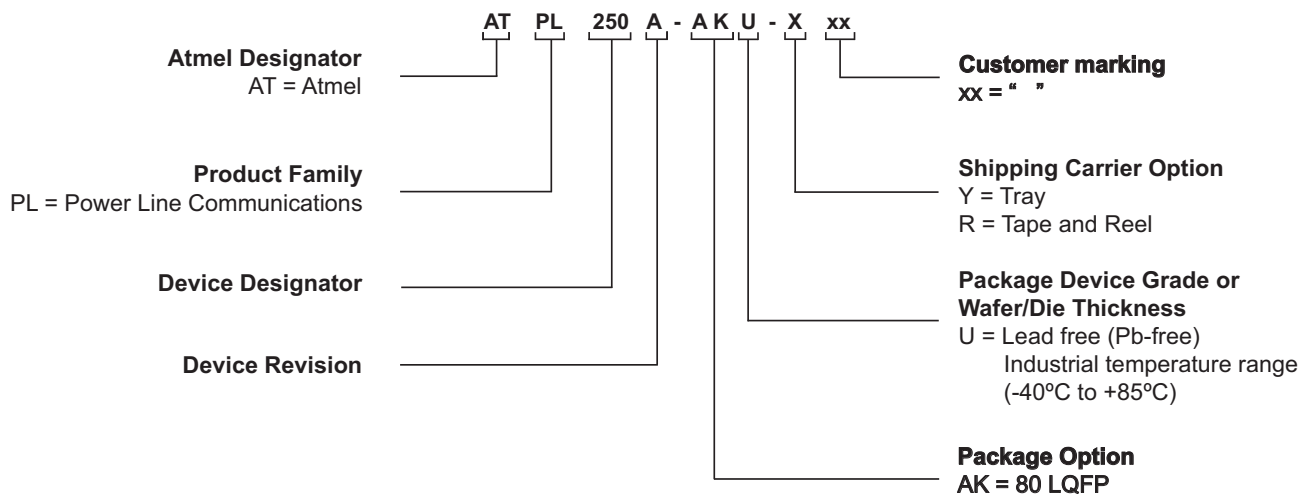 AT PL 250 A - A K U - X xx
Atmel Designator
AT = Atmel
Product Family
PL = Power Line Communications
Device Designator
Device Revision
Customer marking
xx = “ ”
Shipping Carrier Option
Y = Tray
R = Tape and Reel
Package Device Grade or
Wafer/Die Thickness
U = Lead free (Pb-free)
Industrial temperature range
(-40ºC to +85ºC)
Package Option
AK = 80 LQFP